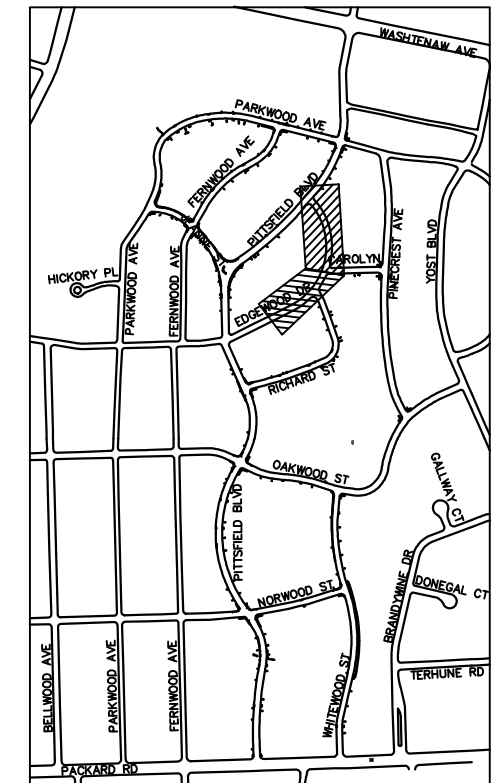 WASHTENAW AVE
PARKWOOD AVE
FERNWOOD AVE
PITTSFIELD BLVD
CAROLYN
PINECREST AVE
YOST BLVD
HICKORY PL
PARKWOOD AVE
FERNWOOD AVE
EDGEWOOD DR
RICHARD ST
OAKWOOD ST
GALLWAY CT
PITTSFIELD BLVD
BRANDYWINE DR
DONEGAL CT
NORWOOD ST
BELLWOOD AVE
PARKWOOD AVE
FERNWOOD AVE
WHITEWOOD ST
TERHUNE RD
PACKARD RD